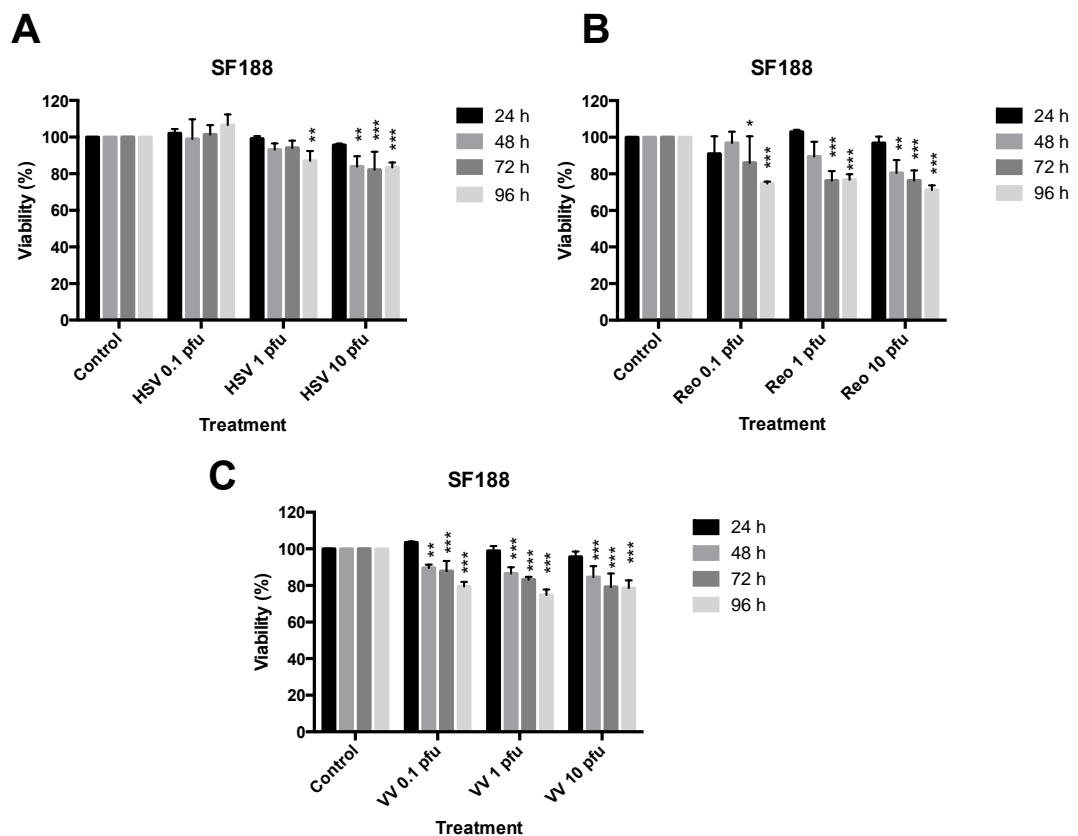 A
SF188
120
100
80
60
40
20
0
Viability (%)
**
** *** ***
Control
HSV 0.1 pfu
HSV 1 pfu
HSV 10 pfu
Treatment
24 h
48 h
72 h
96 h
B
SF188
120
100
80
60
40
20
0
Viability (%)
* ***
*** ***
** *** ***
Control
Reo 0.1 pfu
Reo 1 pfu
Reo 10 pfu
Treatment
24 h
48 h
72 h
96 h
C
SF188
120
100
80
60
40
20
0
Viability (%)
** *** ***
*** *** ***
*** *** ***
Control
VV 0.1 pfu
VV 1 pfu
VV 10 pfu
Treatment
24 h
48 h
72 h
96 h